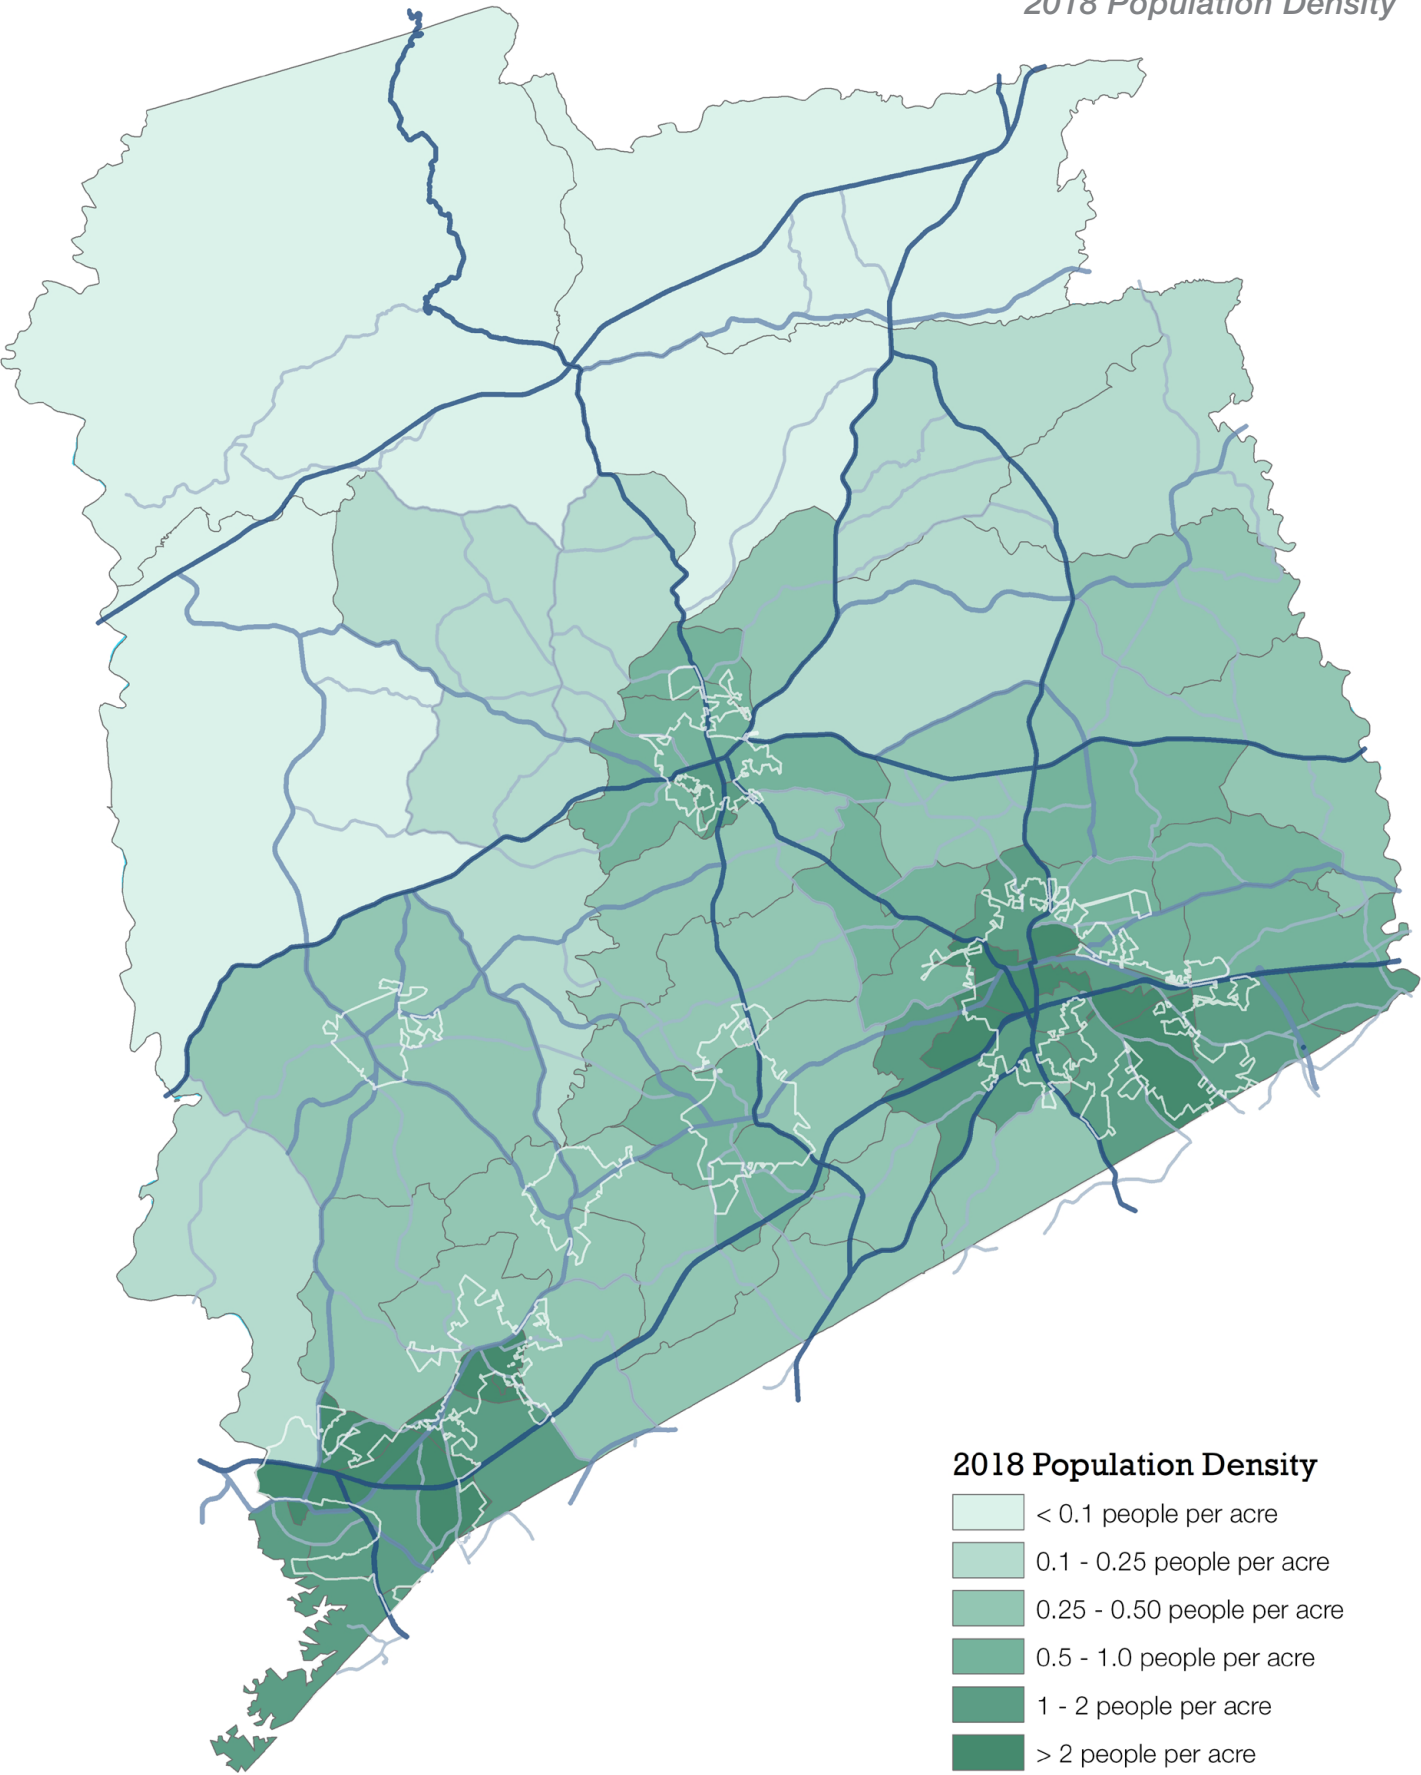 2018 Population Density
2018 Population Density
< 0.1 people per acre
0.1 - 0.25 people per acre
0.25 - 0.50 people per acre
0.5 - 1.0 people per acre
1 - 2 people per acre
> 2 people per acre